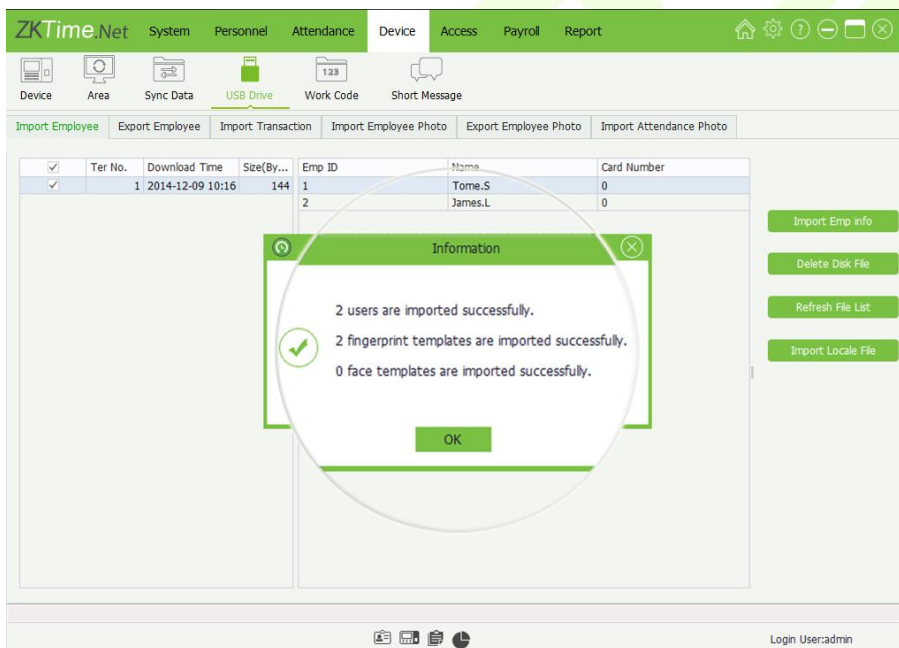 ZKTime.Net System Personnel Attendance Device Access Payroll Report
123
Device Area Sync Data USB Drive Work Code Short Message
Import Employee Export Employee Import Transaction Import Employee Photo Export Employee Photo Import Attendance Photo
Ter No. Download Time Size(By... Emp ID Name Card Number
1 2014-12-09 10:16 144 1 Tome.S 0
2 James.L 0
Import Emp info
Information
Delete Disk File
2 users are imported successfully.
Refresh File List
2 fingerprint templates are imported successfully.
Import Locale File
0 face templates are imported successfully.
OK
Login User:admin